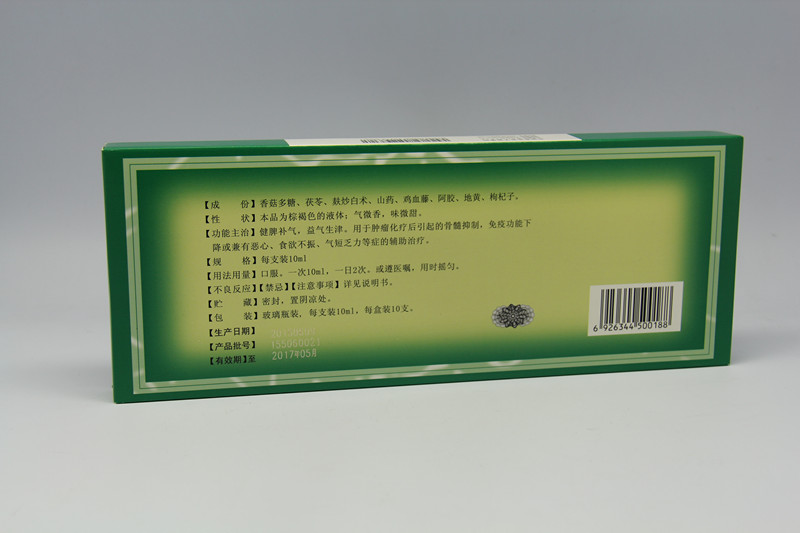 【成　份】香菇多糖、茯苓、麸炒白术、山药、鸡血藤、阿胶、地黄、枸杞子。
【性　状】本品为棕褐色的液体；气微香，味微甜。
【功能主治】健脾补气，益气生津。用于肿瘤化疗后引起的骨髓抑制，免疫功能下
降或兼有恶心、食欲不振、气短乏力等症的辅助治疗。
【规　格】每支装10ml
【用法用量】口服。一次10ml，一日2次。或遵医嘱，用时摇匀。
【不良反应】【禁忌】【注意事项】详见说明书。
【贮　藏】密封，置阴凉处。
【包　装】玻璃瓶装，每支装10ml，每盒装10支。
【生产日期】
【产品批号】
【有效期】至 2017年05月
6 926344 500188